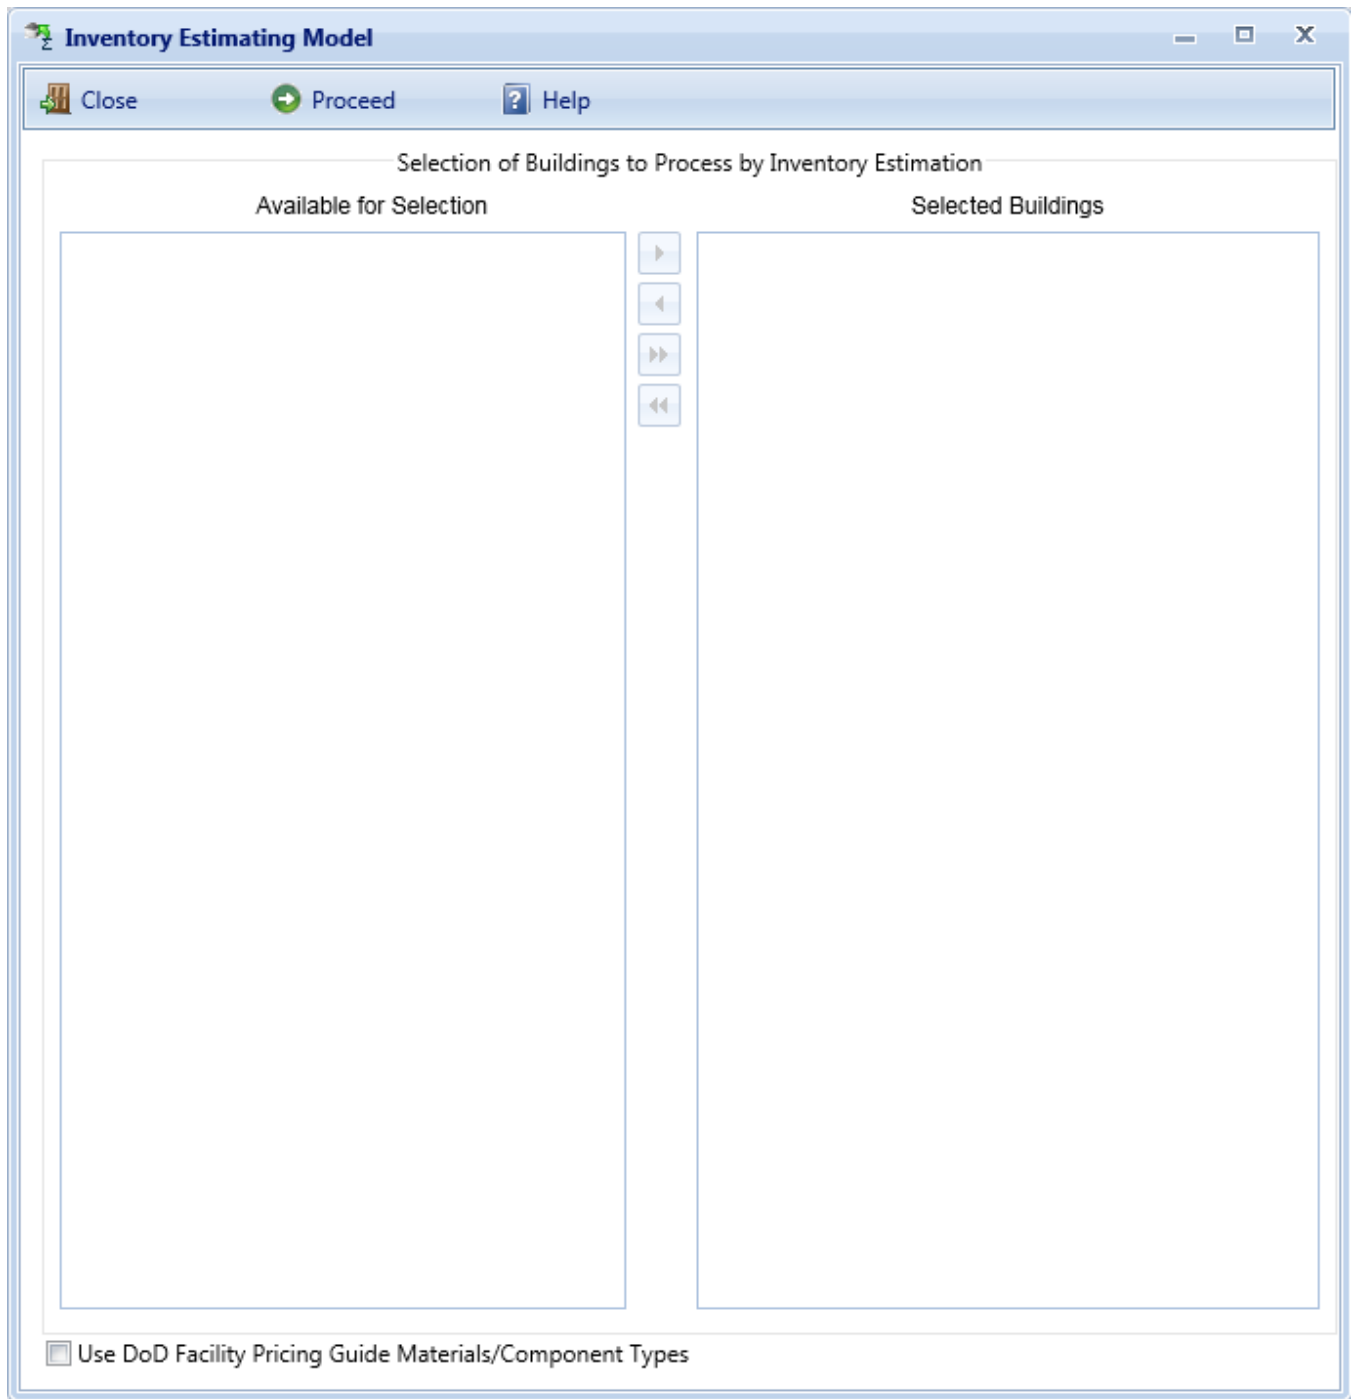 Inventory Estimating Model
Close Proceed Help
Selection of Buildings to Process by Inventory Estimation
Available for Selection Selected Buildings
Use DoD Facility Pricing Guide Materials/Component Types